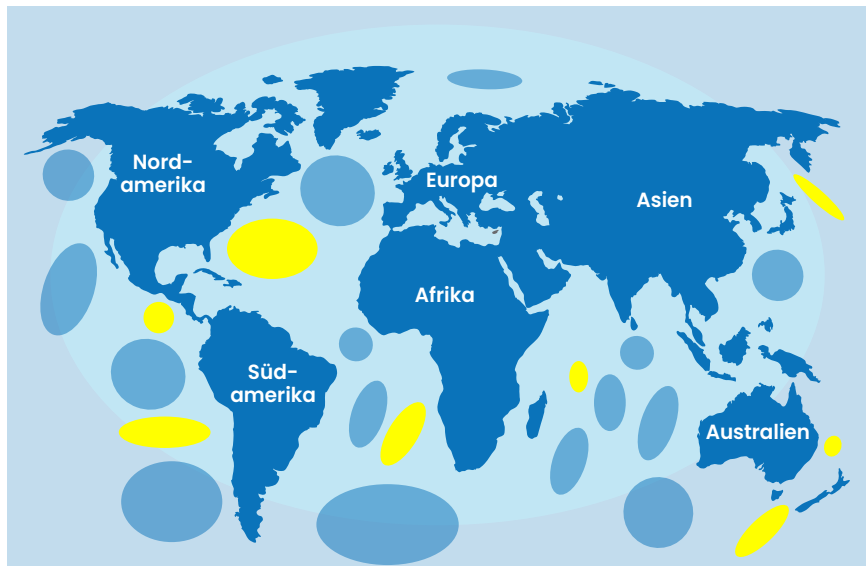 Nord-
amerika
Europa
Asien
Afrika
Süd-
amerika
Australien